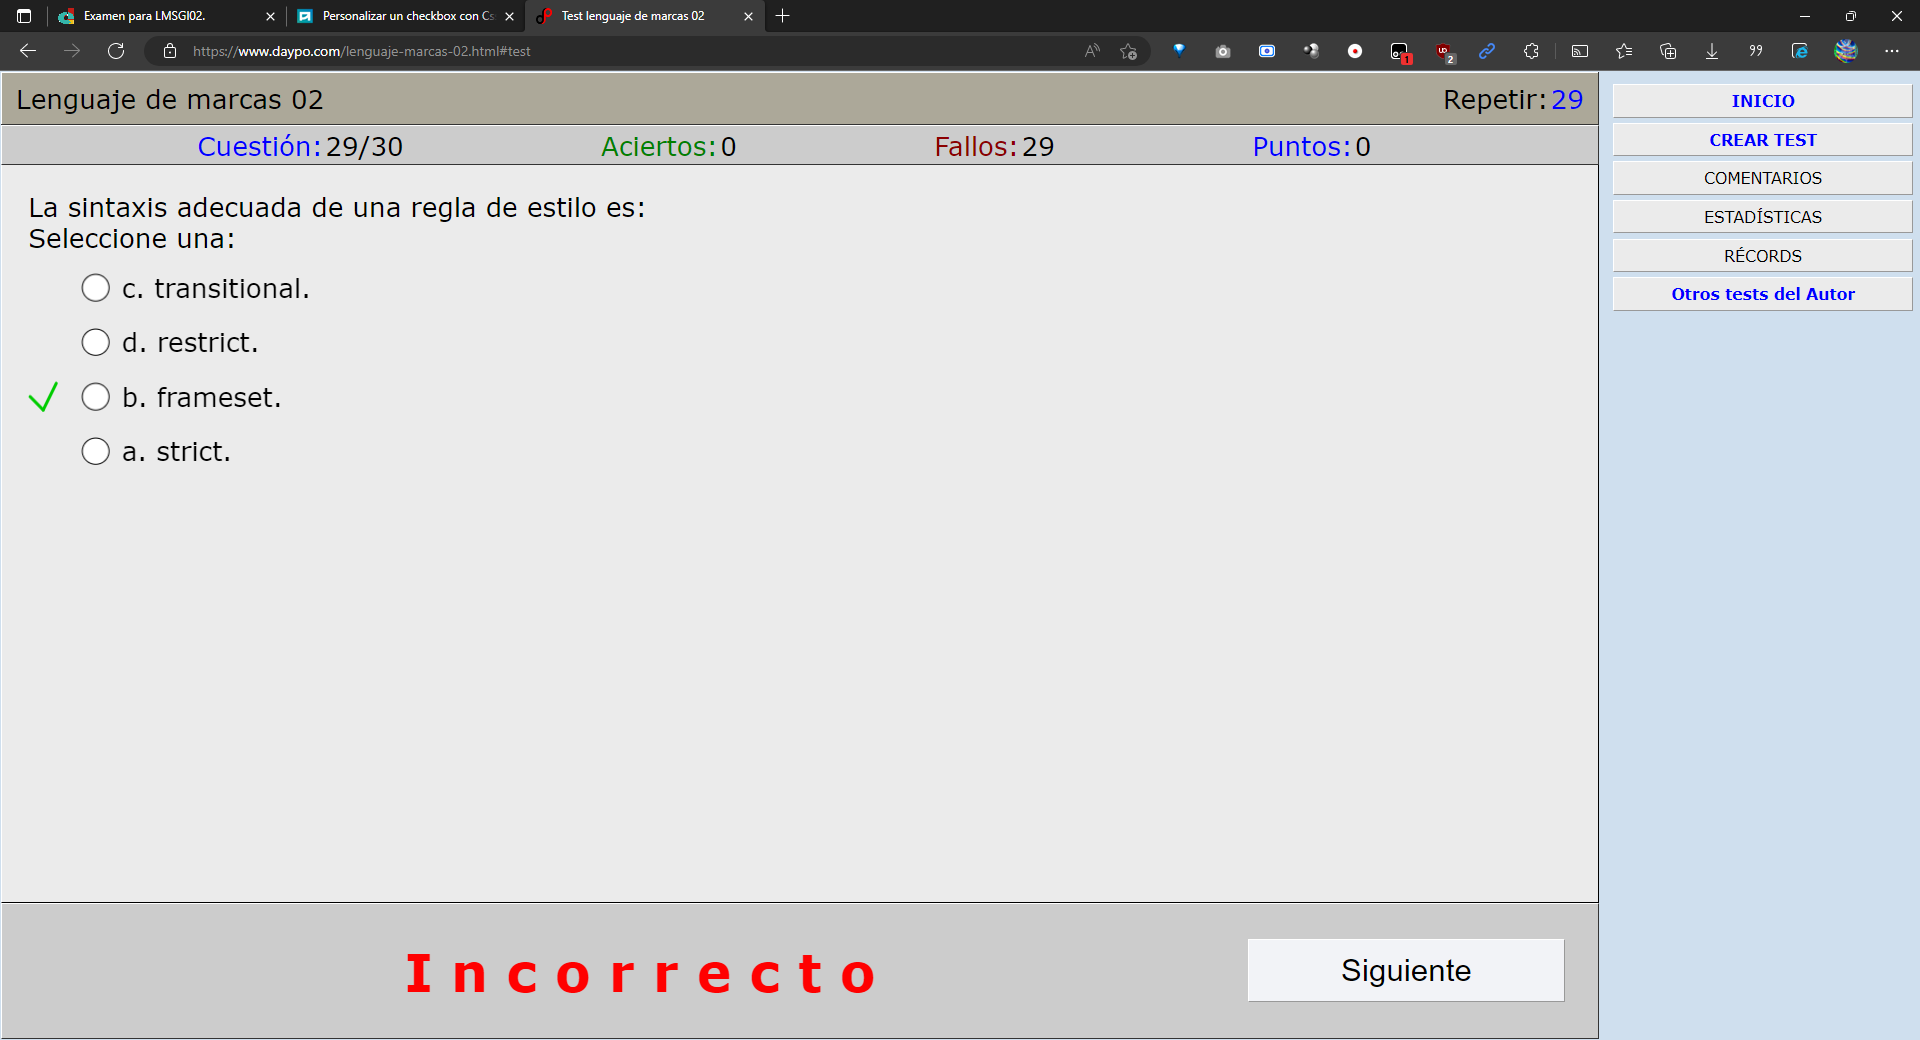 Examen para LMSGI02.
Personalizar un checkbox con Cs
Test lenguaje de marcas 02
https://www.daypo.com/lenguaje-marcas-02.html#test
Lenguaje de marcas 02
Repetir:29
Cuestión:29/30
Aciertos:0
Fallos:29
Puntos:0
La sintaxis adecuada de una regla de estilo es:
Seleccione una:
c. transitional.
d. restrict.
b. frameset.
a. strict.
Incorrecto
Siguiente
INICIO
CREAR TEST
COMENTARIOS
ESTADÍSTICAS
RÉCORDS
Otros tests del Autor
1
2